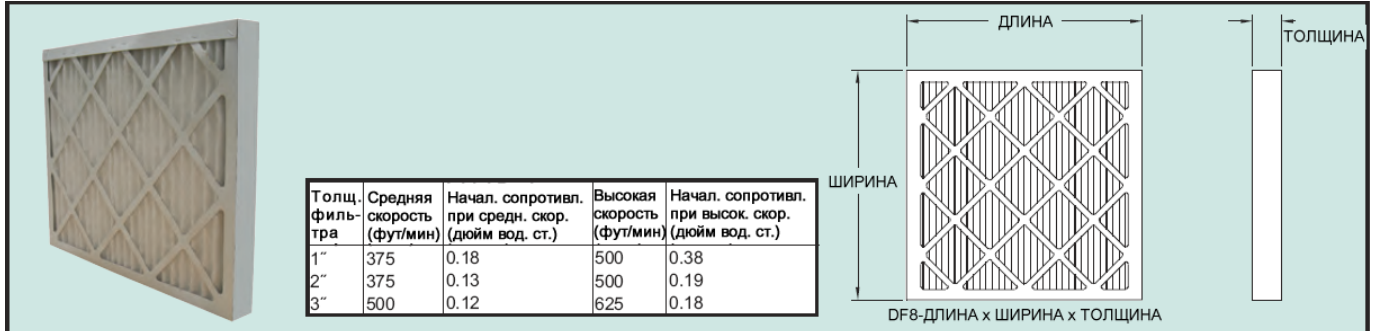 ДЛИНА
ТОЛЩИНА
ШИРИНА
Толщ. Средняя Начал. сопротивл. Высокая Начал. сопротивл.
филь- скорость при средн. скор. скорость при высок. скор.
тра (фут/мин) (дюйм вод. ст.) (фут/мин) (дюйм вод. ст.)
1″ 375 0.18 500 0.38
2″ 375 0.13 500 0.19
3″ 500 0.12 625 0.18
DF8-ДЛИНА x ШИРИНА x ТОЛЩИНА